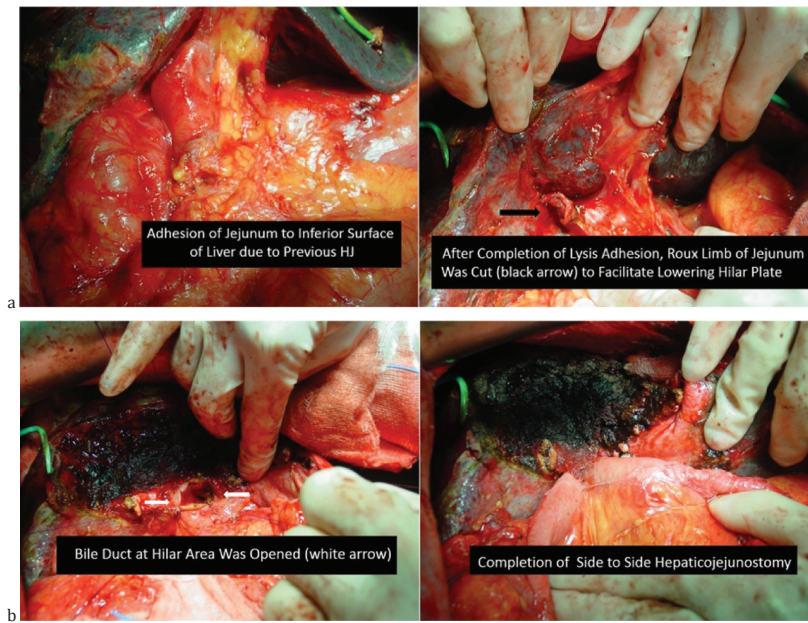 Adhesion of Jejunum to Inferior Surface
of Liver due to Previous HJ
After Completion of Lysis Adhesion, Roux Limb of Jejunum
Was Cut (black arrow) to Facilitate Lowering Hilar Plate
a
Bile Duct at Hilar Area Was Opened (white arrow)
Completion of Side to Side Hepaticojejunostomy
b